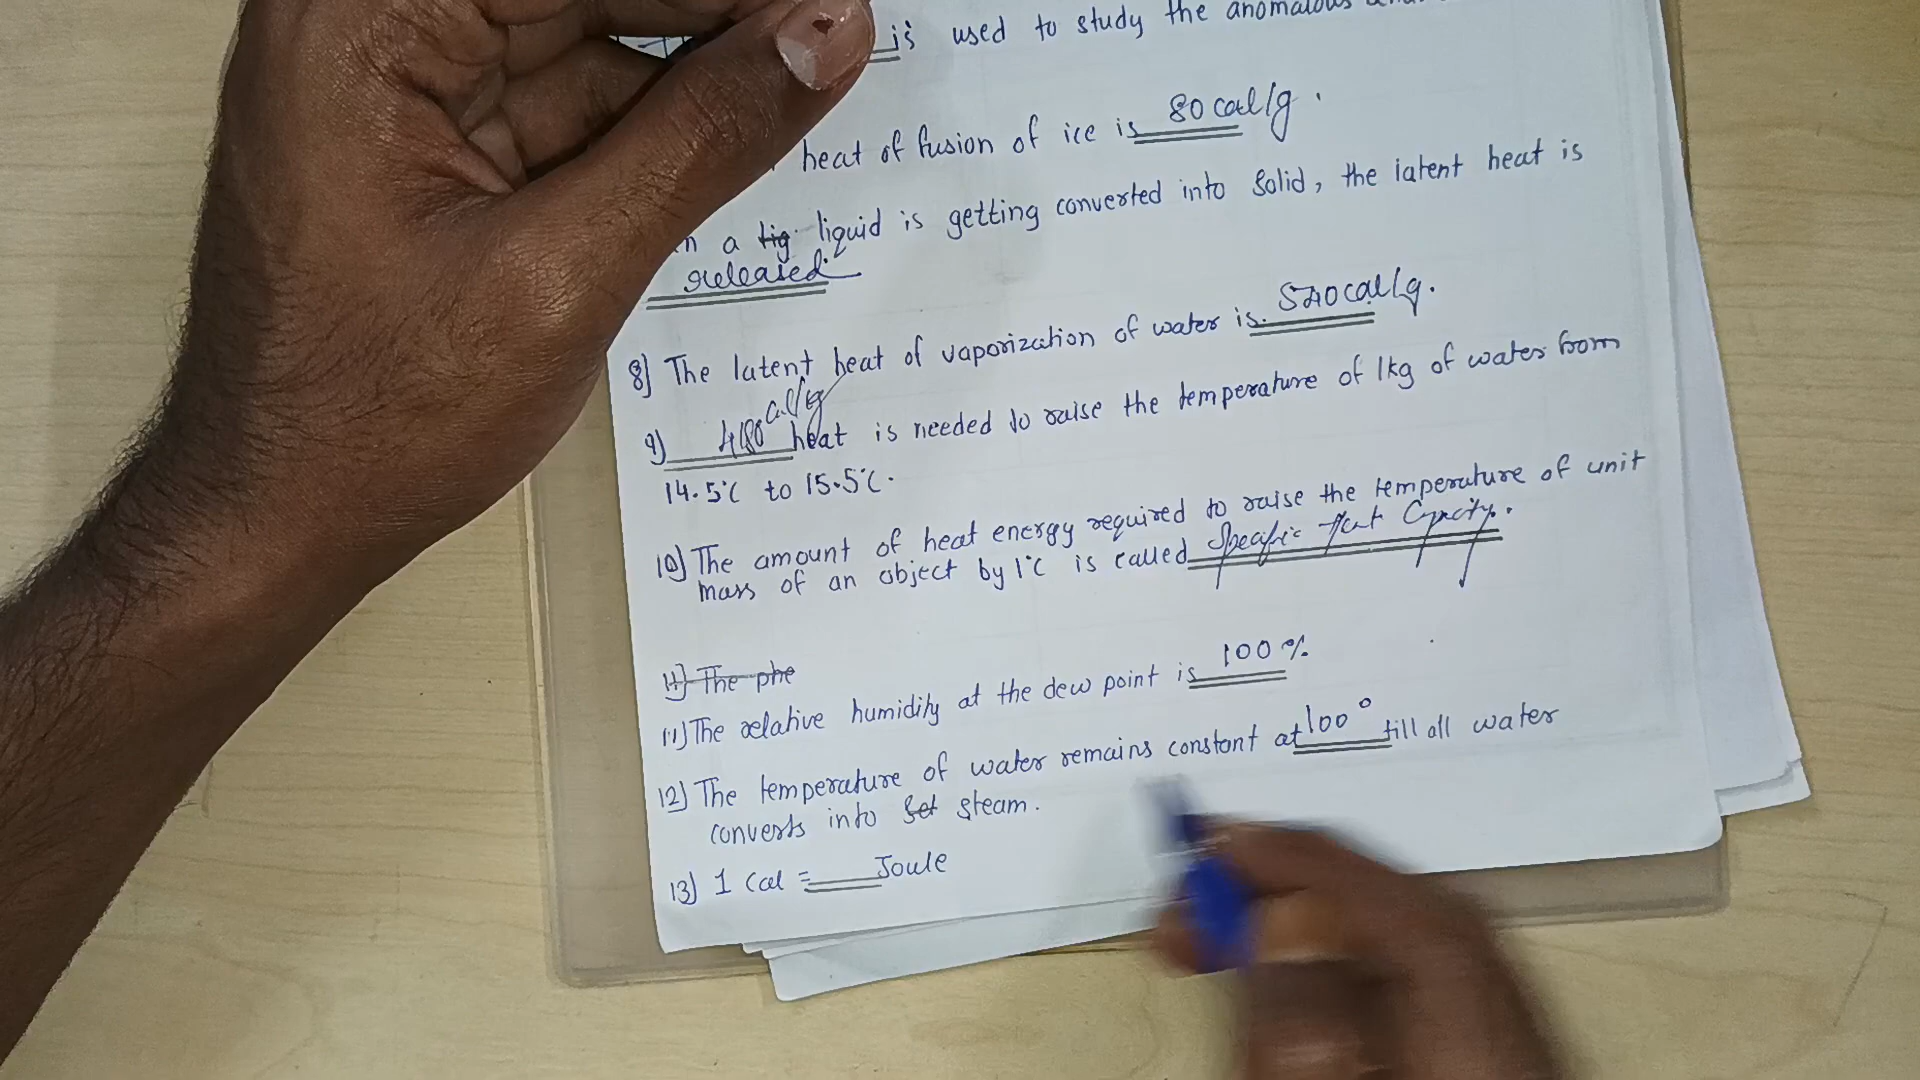 is used to study the anomalous
heat of fusion of ice is 80 cal/g.
a lig liquid is getting converted into solid, the latent heat is
released.
8) The latent heat of vaporization of water is 540 cal/g.
9) heat is needed to raise the temperature of 1kg of water from
14.5°C to 15.5°C.
10) The amount of heat energy required to raise the temperature of unit
mass of an object by 1°C is called Specific Heat Capacity.
11) The phe
11) The relative humidity at the dew point is 100 %
12) The temperature of water remains constant at 100° till all water
converts into set steam.
13) 1 Cal = ____ Joule